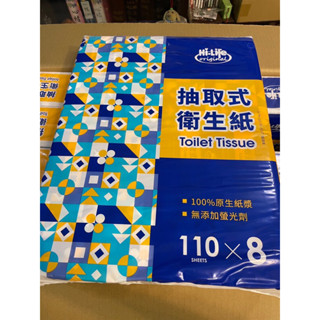 Hi-Life
original
抽取式
衛生紙
Toilet Tissue
100%原生紙漿
無添加螢光劑
110 × 8
SHEETS